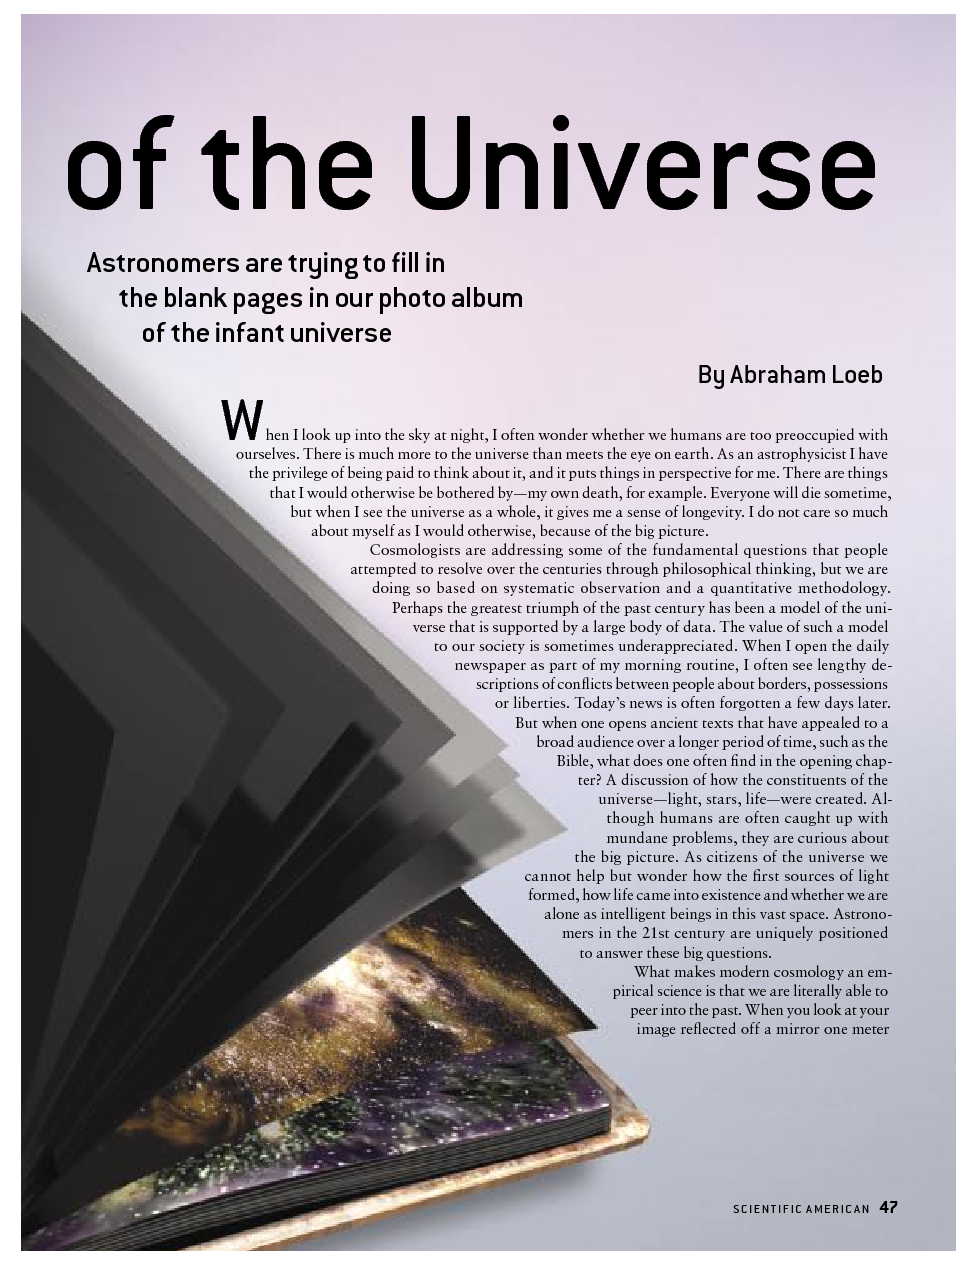 of the Universe
Astronomers are trying to fill in
the blank pages in our photo album
of the infant universe
By Abraham Loeb
When I look up into the sky at night, I often wonder whether we humans are too preoccupied with
ourselves. There is much more to the universe than meets the eye on earth. As an astrophysicist I have
the privilege of being paid to think about it, and it puts things in perspective for me. There are things
that I would otherwise be bothered by—my own death, for example. Everyone will die sometime,
but when I see the universe as a whole, it gives me a sense of longevity. I do not care so much
about myself as I would otherwise, because of the big picture.
Cosmologists are addressing some of the fundamental questions that people
attempted to resolve over the centuries through philosophical thinking, but we are
doing so based on systematic observation and a quantitative methodology.
Perhaps the greatest triumph of the past century has been a model of the uni-
verse that is supported by a large body of data. The value of such a model
to our society is sometimes underappreciated. When I open the daily
newspaper as part of my morning routine, I often see lengthy de-
scriptions of conflicts between people about borders, possessions
or liberties. Today's news is often forgotten a few days later.
But when one opens ancient texts that have appealed to a
broad audience over a longer period of time, such as the
Bible, what does one often find in the opening chap-
ter? A discussion of how the constituents of the
universe—light, stars, life—were created. Al-
though humans are often caught up with
mundane problems, they are curious about
the big picture. As citizens of the universe we
cannot help but wonder how the first sources of light
formed, how life came into existence and whether we are
alone as intelligent beings in this vast space. Astrono-
mers in the 21st century are uniquely positioned
to answer these big questions.
What makes modern cosmology an em-
pirical science is that we are literally able to
peer into the past. When you look at your
image reflected off a mirror one meter
SCIENTIFIC AMERICAN 47